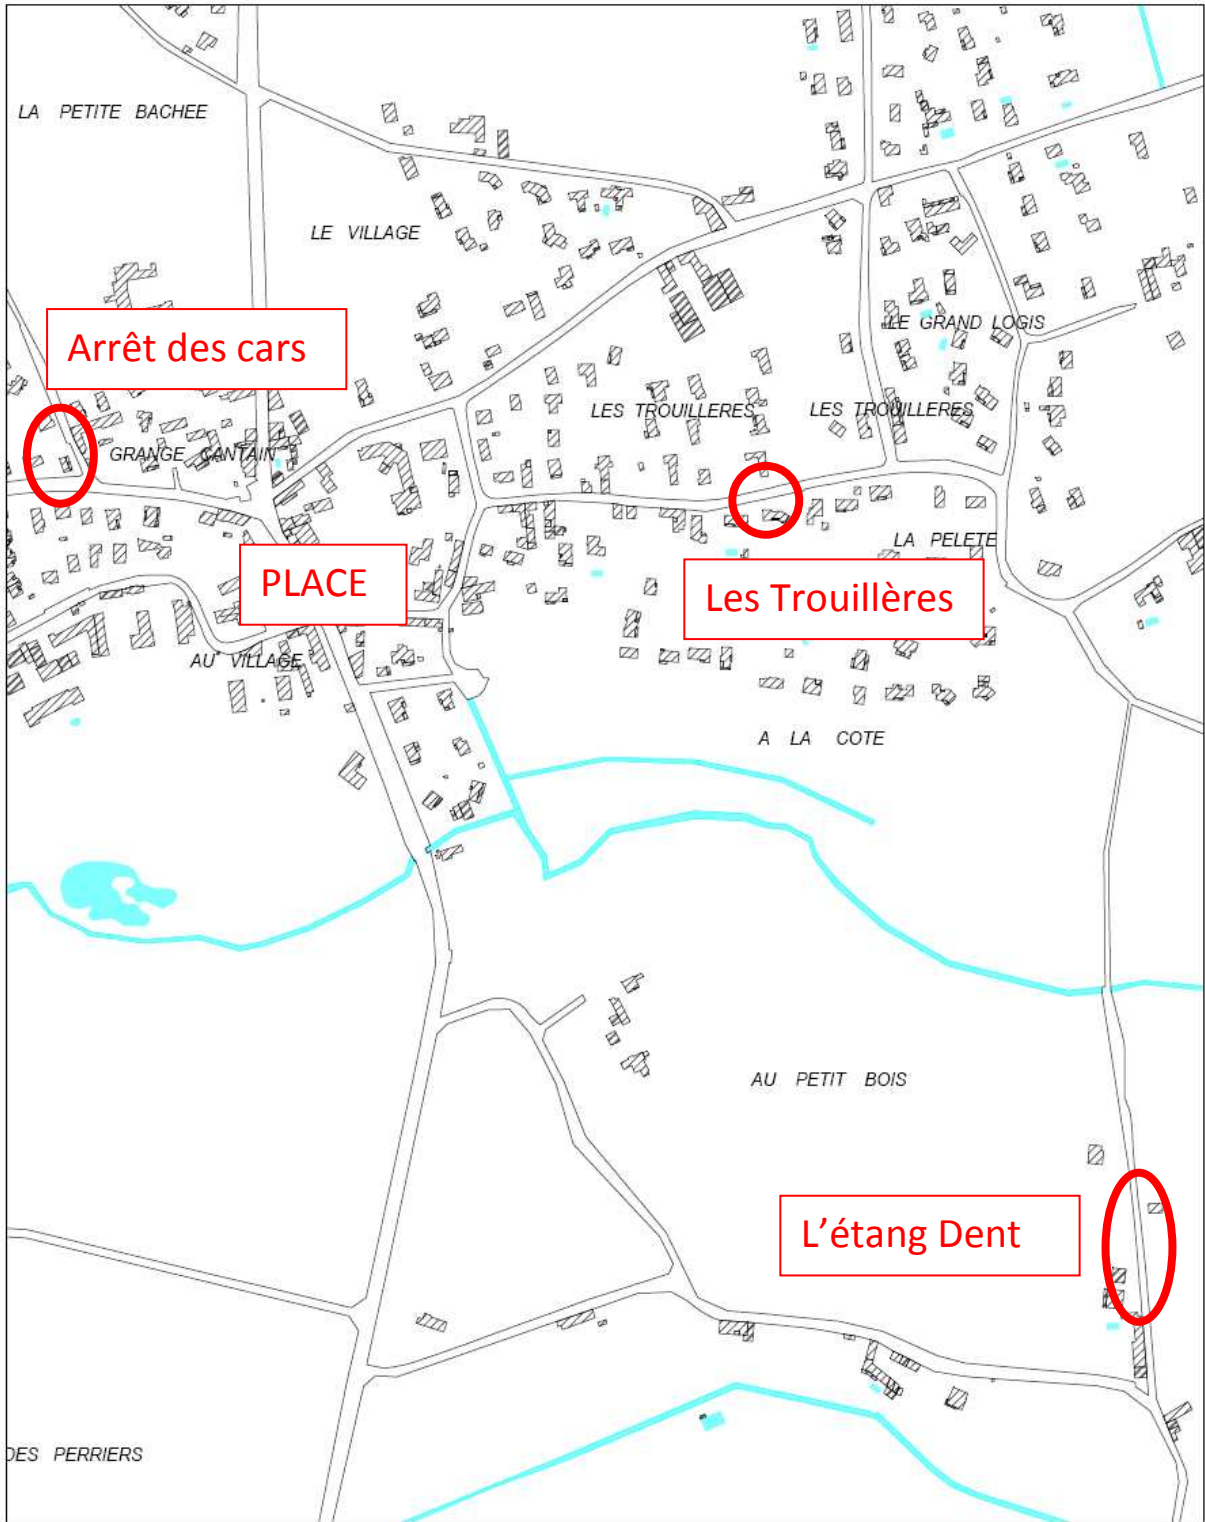 LA PETITE BACHEE
LE VILLAGE
Arrêt des cars
LE GRAND LOGIS
LES TROUILLERES
LES TROUILLERES
GRANGE CANTAIN
LA PELETE
PLACE
Les Trouillères
AU VILLAGE
A LA COTE
AU PETIT BOIS
L'étang Dent
DES PERRIERS